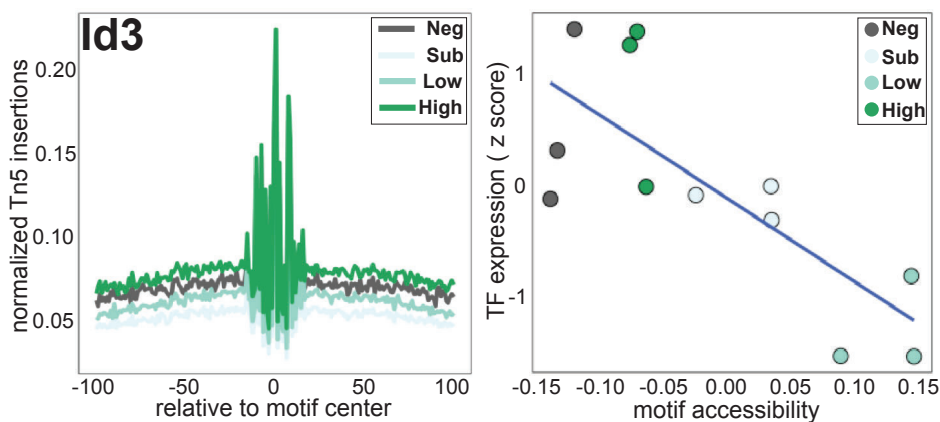 Id3
Neg
Sub
Low
High
normalized Tn5 insertions
0.20
0.15
0.10
0.05
-100
-50
0
50
100
relative to motif center
Neg
Sub
Low
High
TF expression ( z score)
1
0
-1
-0.15
-0.10
-0.05
0.00
0.05
0.10
0.15
motif accessibility